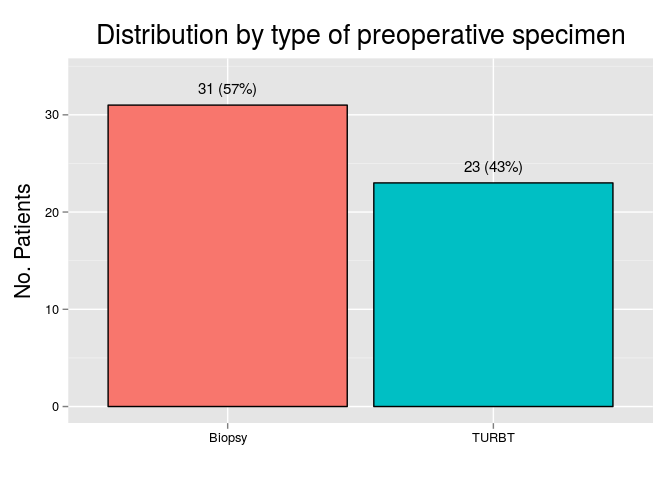 Distribution by type of preoperative specimen
No. Patients
30
20
10
0
31 (57%)
23 (43%)
Biopsy
TURBT